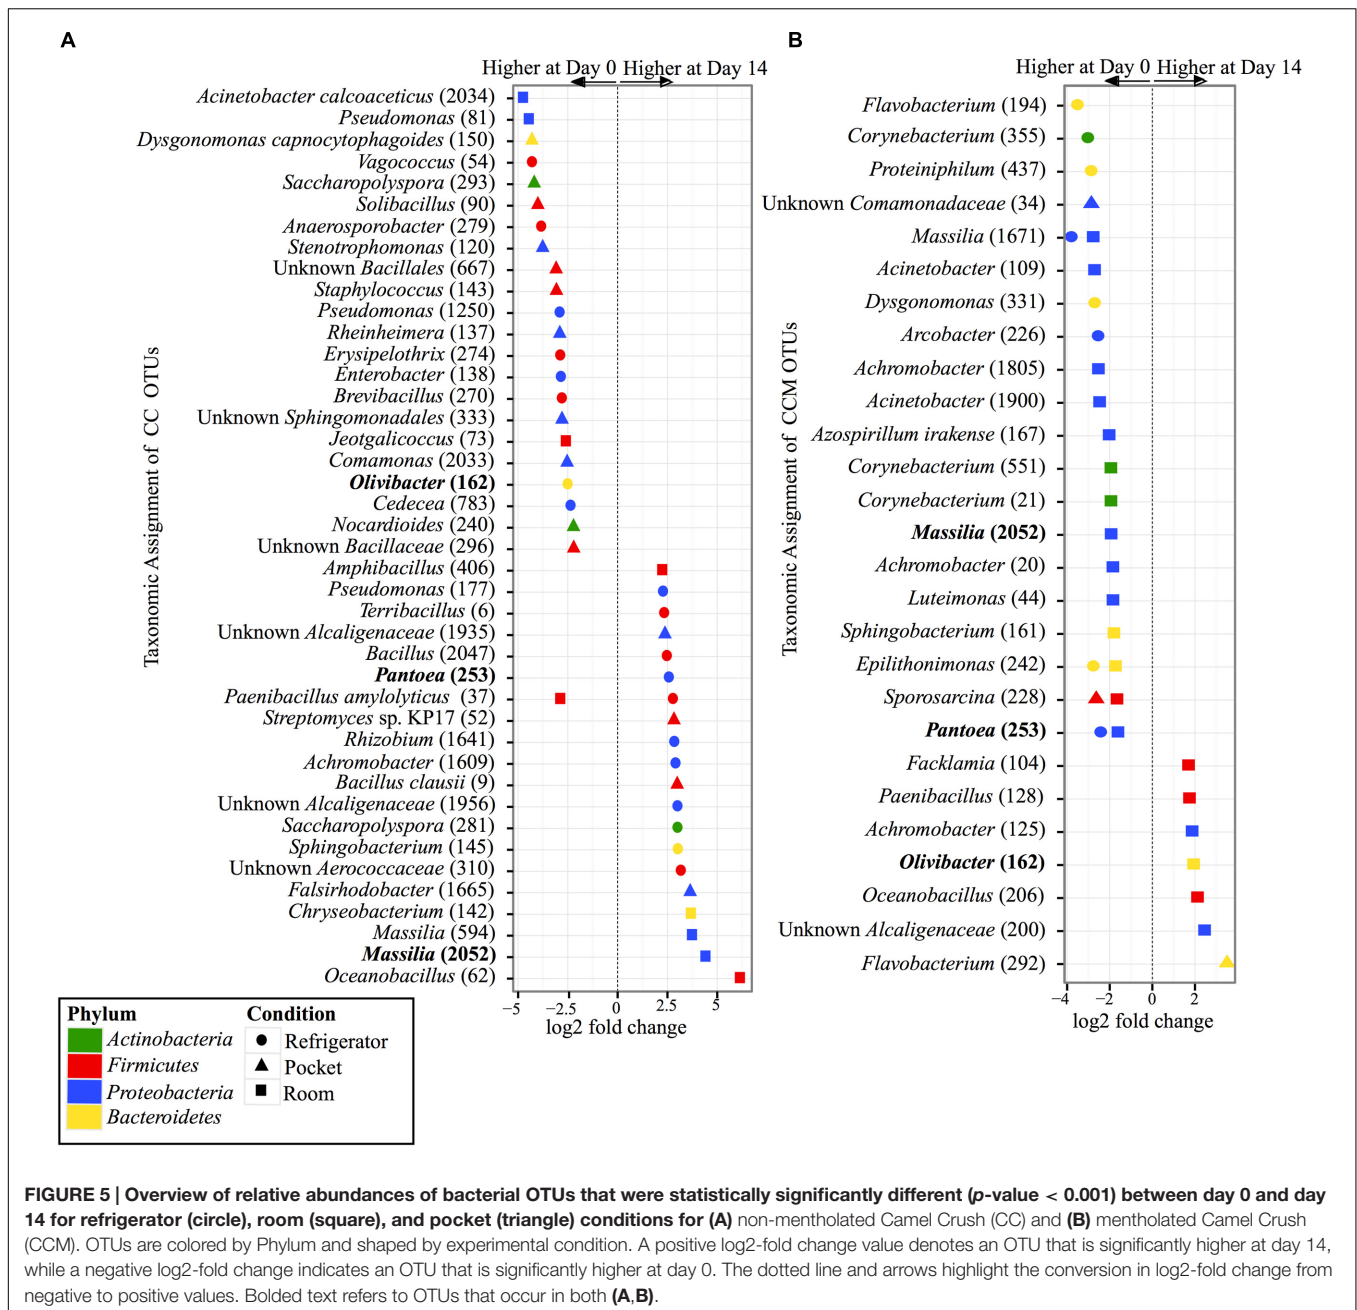 A
Higher at Day 0 Higher at Day 14
Taxonomic Assignment of CC OTUs
Acinetobacter calcoaceticus (2034)
Pseudomonas (81)
Dysgonomonas capnocytophagoides (150)
Vagococcus (54)
Saccharopolyspora (293)
Solibacillus (90)
Anaerosporobacter (279)
Stenotrophomonas (120)
Unknown Bacillales (667)
Staphylococcus (143)
Pseudomonas (1250)
Rheinheimera (137)
Erysipelothrix (274)
Enterobacter (138)
Brevibacillus (270)
Unknown Sphingomonadales (333)
Jeotgalicoccus (73)
Comamonas (2033)
Olivibacter (162)
Cedecea (783)
Nocardioides (240)
Unknown Bacillaceae (296)
Amphibacillus (406)
Pseudomonas (177)
Terribacillus (6)
Unknown Alcaligenaceae (1935)
Bacillus (2047)
Pantoea (253)
Paenibacillus amylolyticus (37)
Streptomyces sp. KP17 (52)
Rhizobium (1641)
Achromobacter (1609)
Bacillus clausii (9)
Unknown Alcaligenaceae (1956)
Saccharopolyspora (281)
Sphingobacterium (145)
Unknown Aerococcaceae (310)
Falsirhodobacter (1665)
Chryseobacterium (142)
Massilia (594)
Massilia (2052)
Oceanobacillus (62)
−5 −2.5 0 2.5 5
log2 fold change
B
Higher at Day 0 Higher at Day 14
Taxonomic Assignment of CCM OTUs
Flavobacterium (194)
Corynebacterium (355)
Proteiniphilum (437)
Unknown Comamonadaceae (34)
Massilia (1671)
Acinetobacter (109)
Dysgonomonas (331)
Arcobacter (226)
Achromobacter (1805)
Acinetobacter (1900)
Azospirillum irakense (167)
Corynebacterium (551)
Corynebacterium (21)
Massilia (2052)
Achromobacter (20)
Luteimonas (44)
Sphingobacterium (161)
Epilithonimonas (242)
Sporosarcina (228)
Pantoea (253)
Facklamia (104)
Paenibacillus (128)
Achromobacter (125)
Olivibacter (162)
Oceanobacillus (206)
Unknown Alcaligenaceae (200)
Flavobacterium (292)
−4 −2 0 2
log2 fold change
Phylum
Actinobacteria
Firmicutes
Proteobacteria
Bacteroidetes
Condition
Refrigerator
Pocket
Room
FIGURE 5 | Overview of relative abundances of bacterial OTUs that were statistically significantly different (p-value < 0.001) between day 0 and day
14 for refrigerator (circle), room (square), and pocket (triangle) conditions for (A) non-mentholated Camel Crush (CC) and (B) mentholated Camel Crush
(CCM). OTUs are colored by Phylum and shaped by experimental condition. A positive log2-fold change value denotes an OTU that is significantly higher at day 14,
while a negative log2-fold change indicates an OTU that is significantly higher at day 0. The dotted line and arrows highlight the conversion in log2-fold change from
negative to positive values. Bolded text refers to OTUs that occur in both (A,B).